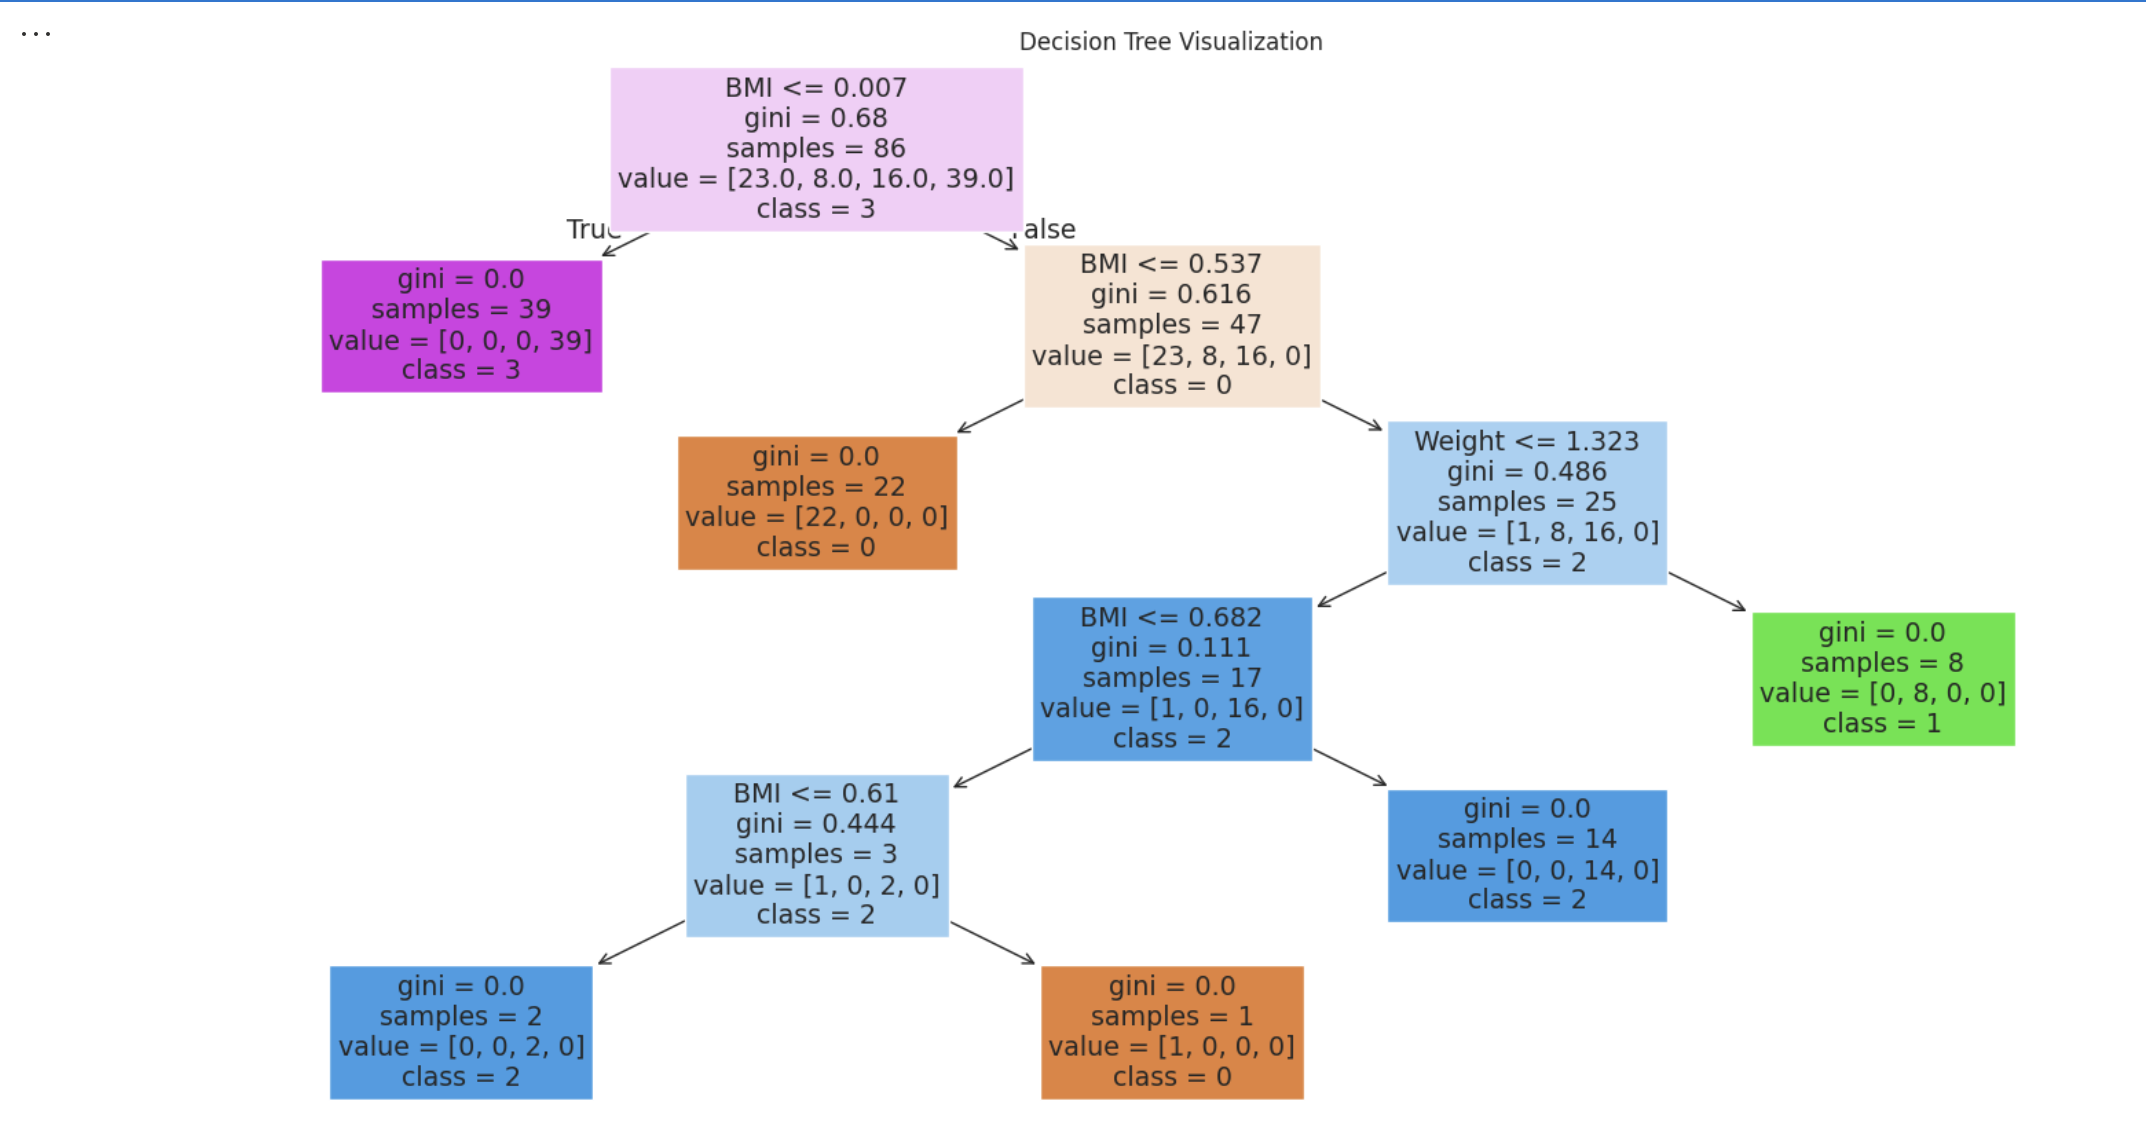 ...
Decision Tree Visualization
BMI <= 0.007
gini = 0.68
samples = 86
value = [23.0, 8.0, 16.0, 39.0]
class = 3
True
alse
gini = 0.0
samples = 39
value = [0, 0, 0, 39]
class = 3
BMI <= 0.537
gini = 0.616
samples = 47
value = [23, 8, 16, 0]
class = 0
gini = 0.0
samples = 22
value = [22, 0, 0, 0]
class = 0
Weight <= 1.323
gini = 0.486
samples = 25
value = [1, 8, 16, 0]
class = 2
BMI <= 0.682
gini = 0.111
samples = 17
value = [1, 0, 16, 0]
class = 2
gini = 0.0
samples = 8
value = [0, 8, 0, 0]
class = 1
BMI <= 0.61
gini = 0.444
samples = 3
value = [1, 0, 2, 0]
class = 2
gini = 0.0
samples = 14
value = [0, 0, 14, 0]
class = 2
gini = 0.0
samples = 2
value = [0, 0, 2, 0]
class = 2
gini = 0.0
samples = 1
value = [1, 0, 0, 0]
class = 0